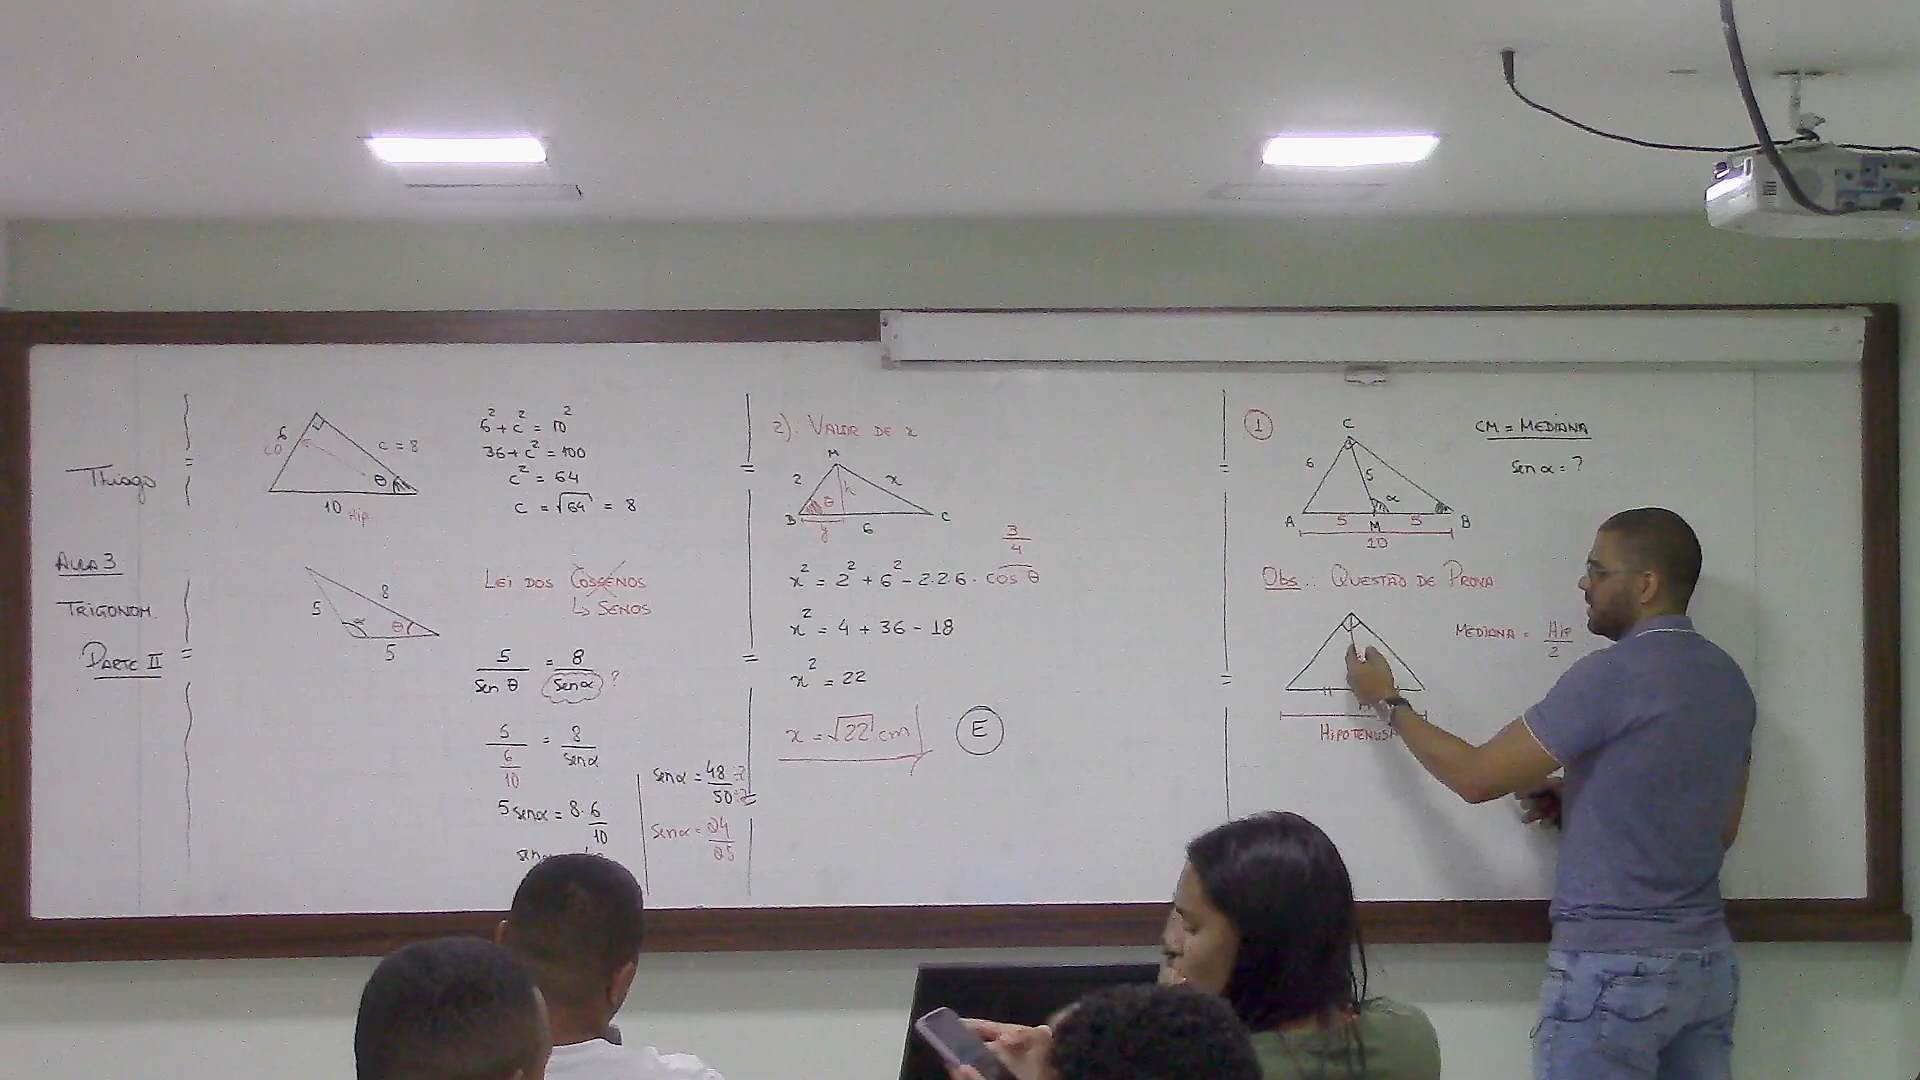 Thiago
AULA 3
TRIGONOM.
PARTE II
6
CO
c = 8
θ
10 Hip
6² + c² = 10²
36 + c² = 100
c² = 64
c = √64 = 8
8
5
α
θ
5
LEI DOS COSSENOS
↳ SENOS
5/Sen θ = 8/Sen α ?
5/(6/10) = 8/sen α
5 sen α = 8 · 6/10
sen α = 48/50 ÷2 ÷2
sen α = 24/25
2). VALOR DE x
M
2
h
x
θ
B
y
6
C
3/4
x² = 2² + 6² - 2.2.6 · cos θ
x² = 4 + 36 - 18
x² = 22
x = √22 cm
E
1
C
CM = MEDIANA
6
5
sen α = ?
α
A
5
M
5
B
10
Obs.: QUESTÃO DE PROVA
MEDIANA = Hip/2
HIPOTENUSA